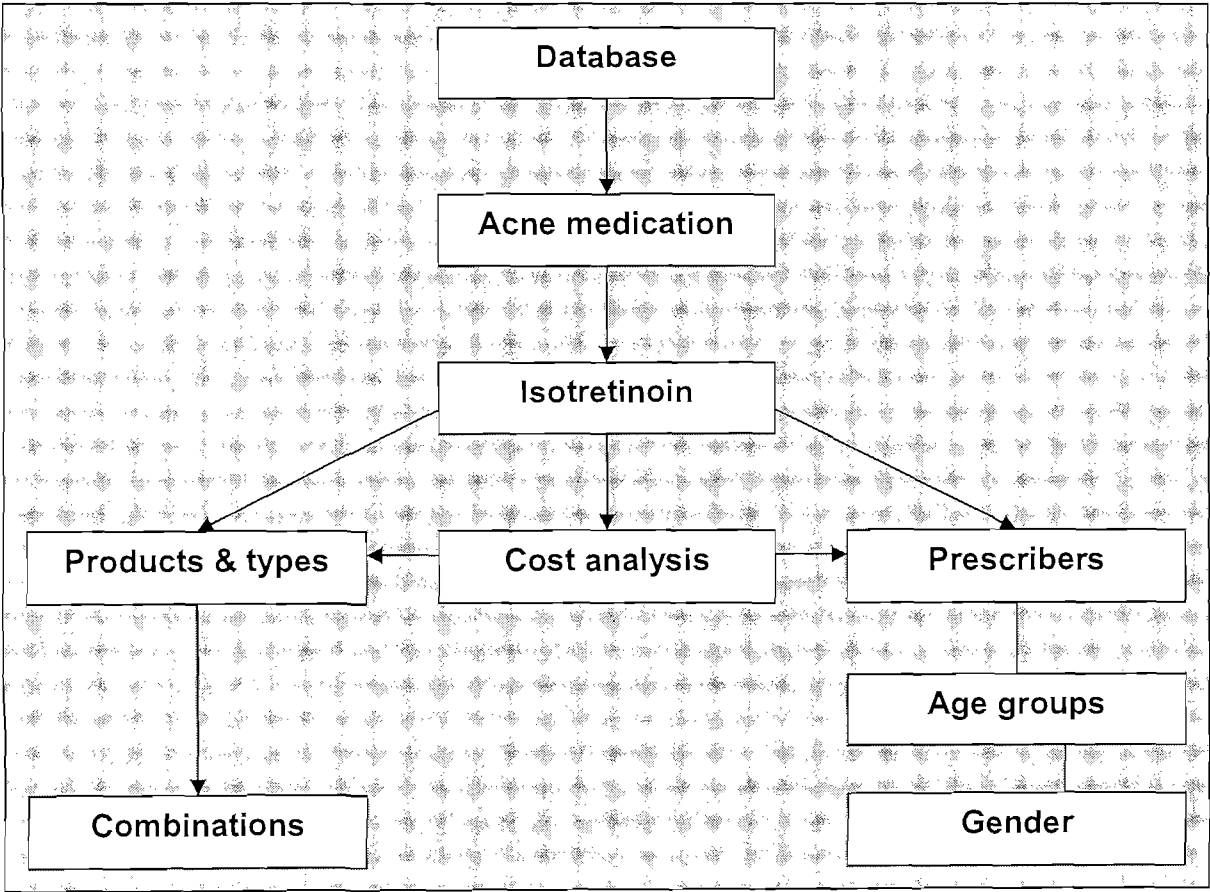 Database
Acne medication
Isotretinoin
Products & types
Cost analysis
Prescribers
Age groups
Combinations
Gender